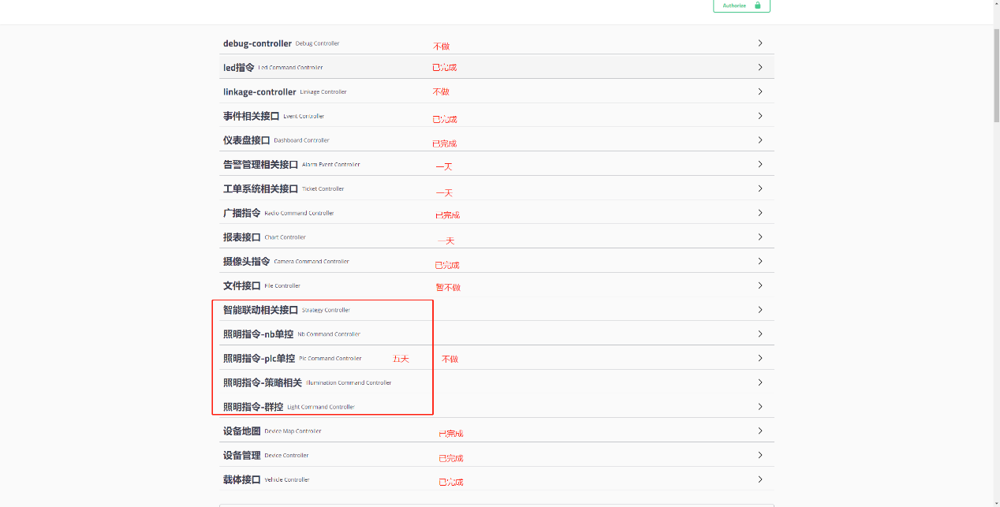 Authorize
debug-controller Debug Controller 不做
led指令 Led Command Controller 已完成
linkage-controller Linkage Controller 不做
事件相关接口 Event Controller 已完成
仪表盘接口 Dashboard Controller 已完成
告警管理相关接口 Alarm Event Controller 一天
工单系统相关接口 Ticket Controller 一天
广播指令 Radio Command Controller 已完成
报表接口 Chart Controller 一天
摄像头指令 Camera Command Controller 已完成
文件接口 File Controller 暂不做
智能联动相关接口 Strategy Controller
照明指令-nb单控 Nb Command Controller
照明指令-plc单控 Plc Command Controller 五天 不做
照明指令-策略相关 Illumination Command Controller
照明指令-群控 Light Command Controller
设备地图 Device Map Controller 已完成
设备管理 Device Controller 已完成
载体接口 Vehicle Controller 已完成